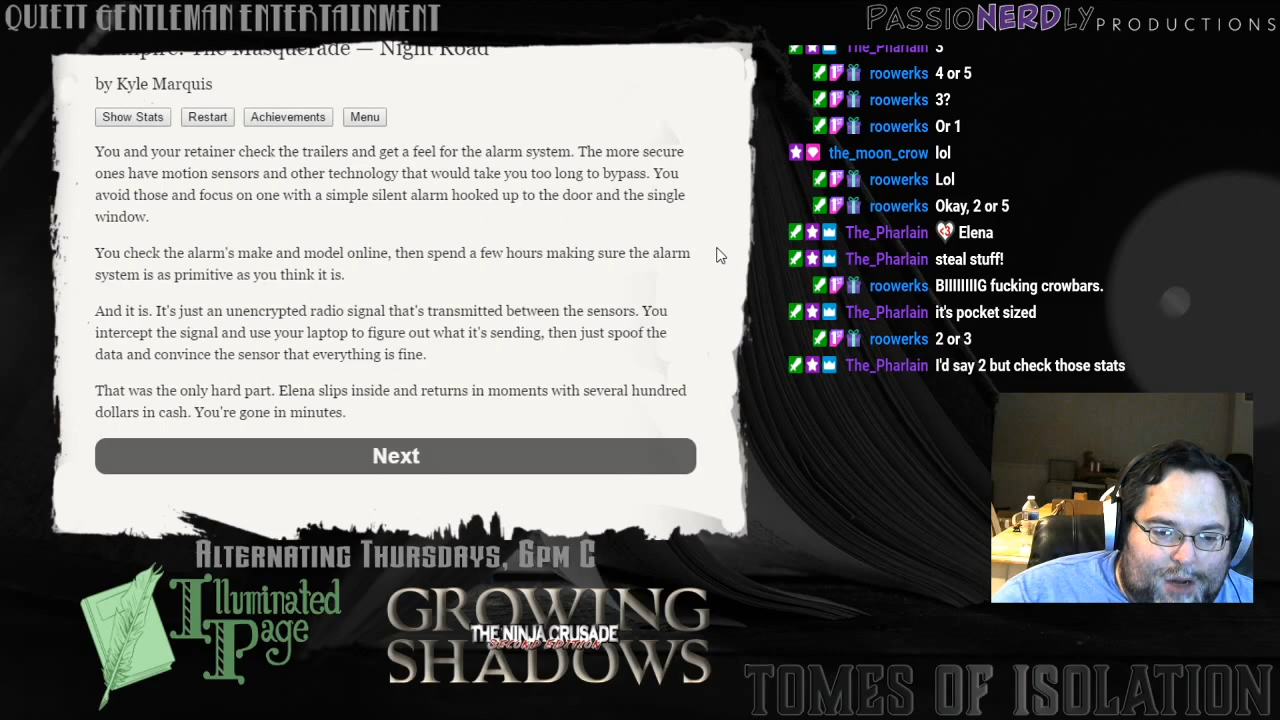 QUIETT GENTLEMAN ENTERTAINMENT
PASSIONERDLY PRODUCTIONS
Vampire: The Masquerade — Night Road
by Kyle Marquis
Show Stats
Restart
Achievements
Menu
You and your retainer check the trailers and get a feel for the alarm system. The more secure
ones have motion sensors and other technology that would take you too long to bypass. You
avoid those and focus on one with a simple silent alarm hooked up to the door and the single
window.
You check the alarm's make and model online, then spend a few hours making sure the alarm
system is as primitive as you think it is.
And it is. It's just an unencrypted radio signal that's transmitted between the sensors. You
intercept the signal and use your laptop to figure out what it's sending, then just spoof the
data and convince the sensor that everything is fine.
That was the only hard part. Elena slips inside and returns in moments with several hundred
dollars in cash. You're gone in minutes.
Next
The_Pharlain 3
roowerks 4 or 5
roowerks 3?
roowerks Or 1
the_moon_crow lol
roowerks Lol
roowerks Okay, 2 or 5
The_Pharlain <3 Elena
The_Pharlain steal stuff!
roowerks BIIIIIIIIG fucking crowbars.
The_Pharlain it's pocket sized
roowerks 2 or 3
The_Pharlain I'd say 2 but check those stats
ALTERNATING THURSDAYS, 6PM C
Illuminated
Page
GROWING
THE NINJA CRUSADE
SECOND EDITION
SHADOWS
TOMES OF ISOLATION